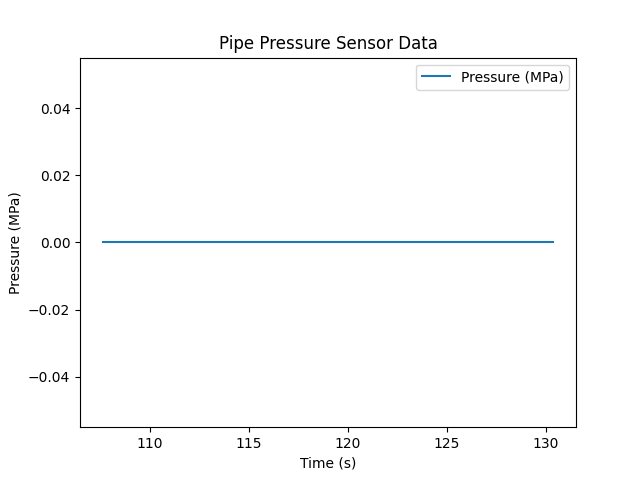 Pipe Pressure Sensor Data
Pressure (MPa)
0.04
0.02
0.00
−0.02
−0.04
Pressure (MPa)
110
115
120
125
130
Time (s)